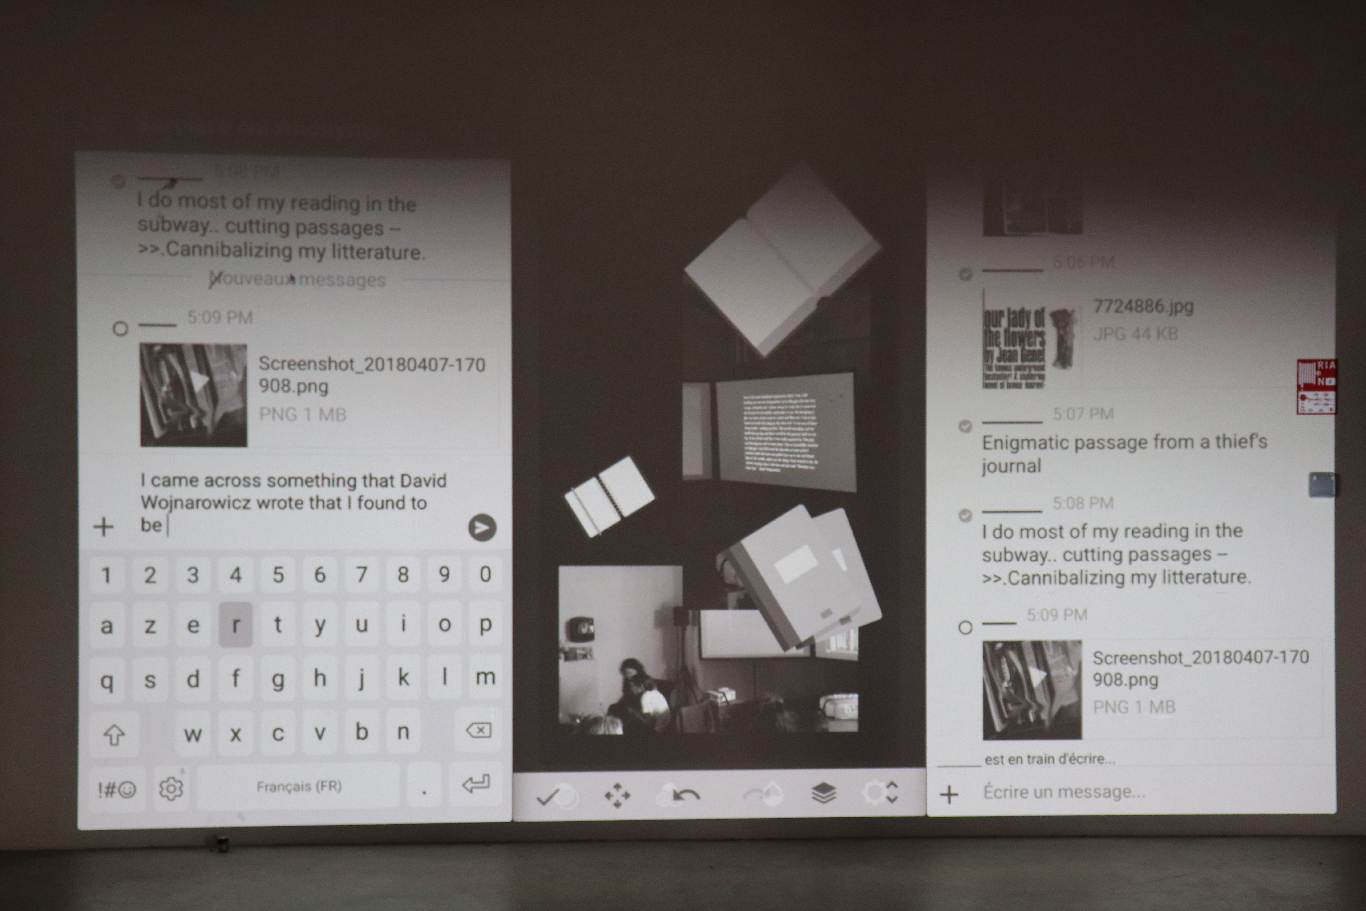 5:08 PM
I do most of my reading in the
subway.. cutting passages –
>>.Cannibalizing my litterature.
Nouveaux messages
5:09 PM
Screenshot_20180407-170
908.png
PNG 1 MB
I came across something that David
Wojnarowicz wrote that I found to
be
1 2 3 4 5 6 7 8 9 0
a z e r t y u i o p
q s d f g h j k l m
w x c v b n
!#☺ Français (FR) .
5:06 PM
our lady of
the flowers
by Jean Genet
7724886.jpg
JPG 44 KB
5:07 PM
Enigmatic passage from a thief's
journal
5:08 PM
I do most of my reading in the
subway.. cutting passages –
>>.Cannibalizing my litterature.
5:09 PM
Screenshot_20180407-170
908.png
PNG 1 MB
est en train d'écrire...
Écrire un message...
RIA